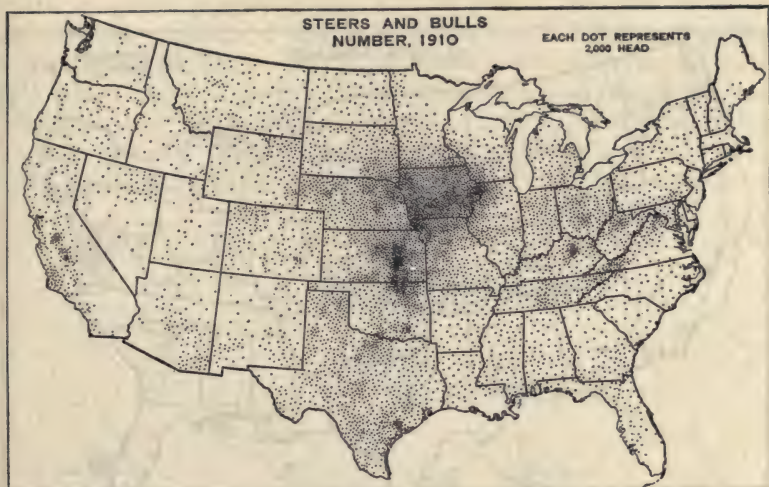 STEERS AND BULLS
NUMBER, 1910
EACH DOT REPRESENTS
2,000 HEAD